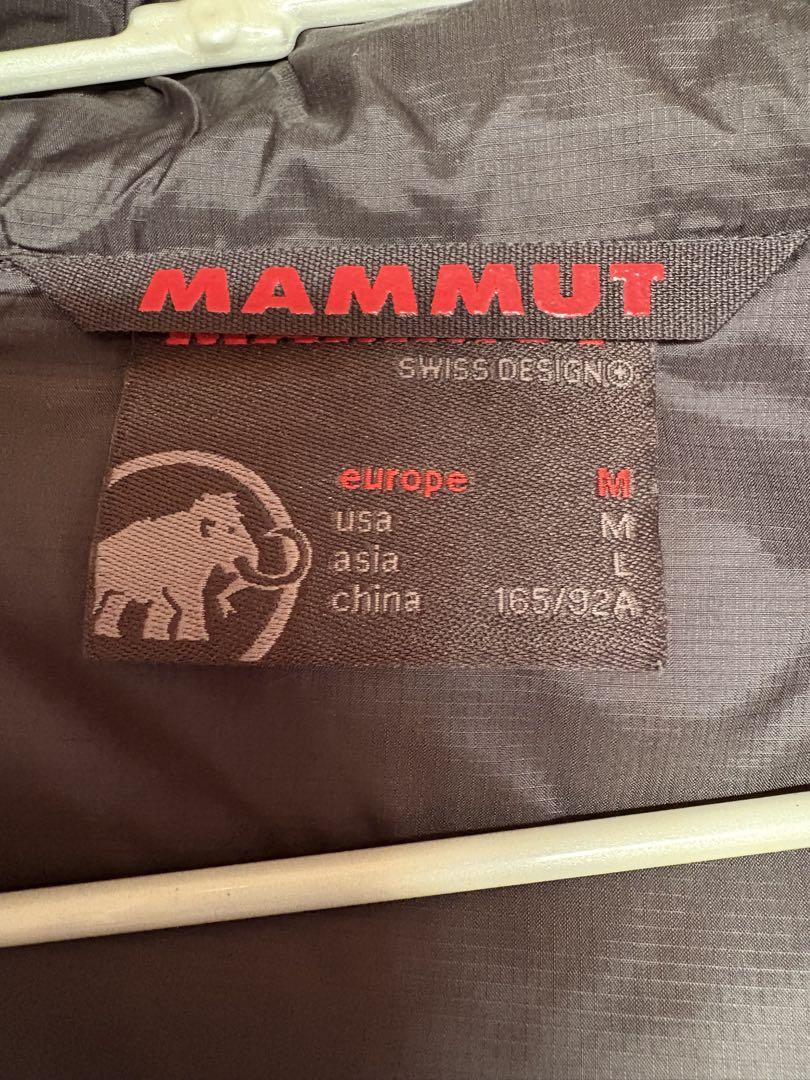 MAMMUT
SWISS DESIGN
europe M
usa M
asia L
china 165/92A